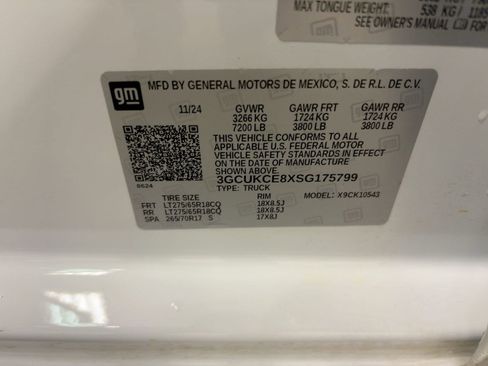 MAX TONGUE WEIGHT:
538 KG / 118
SEE OWNER'S MANUAL FOR
gm
MFD BY GENERAL MOTORS DE MEXICO, S. DE R.L. DE C.V.
11/24 GVWR GAWR FRT GAWR RR
3266 KG 1724 KG 1724 KG
7200 LB 3800 LB 3800 LB
THIS VEHICLE CONFORMS TO ALL
APPLICABLE U.S. FEDERAL MOTOR
VEHICLE SAFETY STANDARDS IN EFFECT
ON THE DATE OF MANUFACTURE
SHOWN ABOVE.
3GCUKCE8XSG175799
8624 TYPE: TRUCK
TIRE SIZE RIM MODEL: X9CK10543
FRT LT275/65R18CQ 18X8.5J
RR LT275/65R18CQ 18X8.5J
SPA 265/70R17 S 17X8J